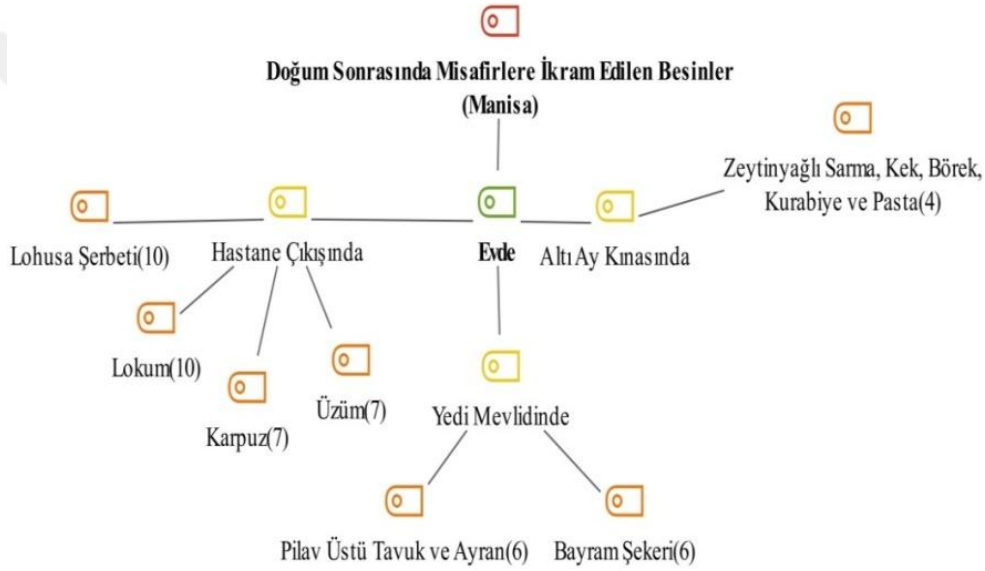 Doğum Sonrasında Misafirlere İkram Edilen Besinler
(Manisa)
Zeytinyağlı Sarma, Kek, Börek,
Kurabiye ve Pasta(4)
Lohusa Şerbeti(10)
Hastane Çıkışında
Evde
Altı Ay Kınasında
Lokum(10)
Karpuz(7)
Üzüm(7)
Yedi Mevlidinde
Pilav Üstü Tavuk ve Ayran(6)
Bayram Şekeri(6)